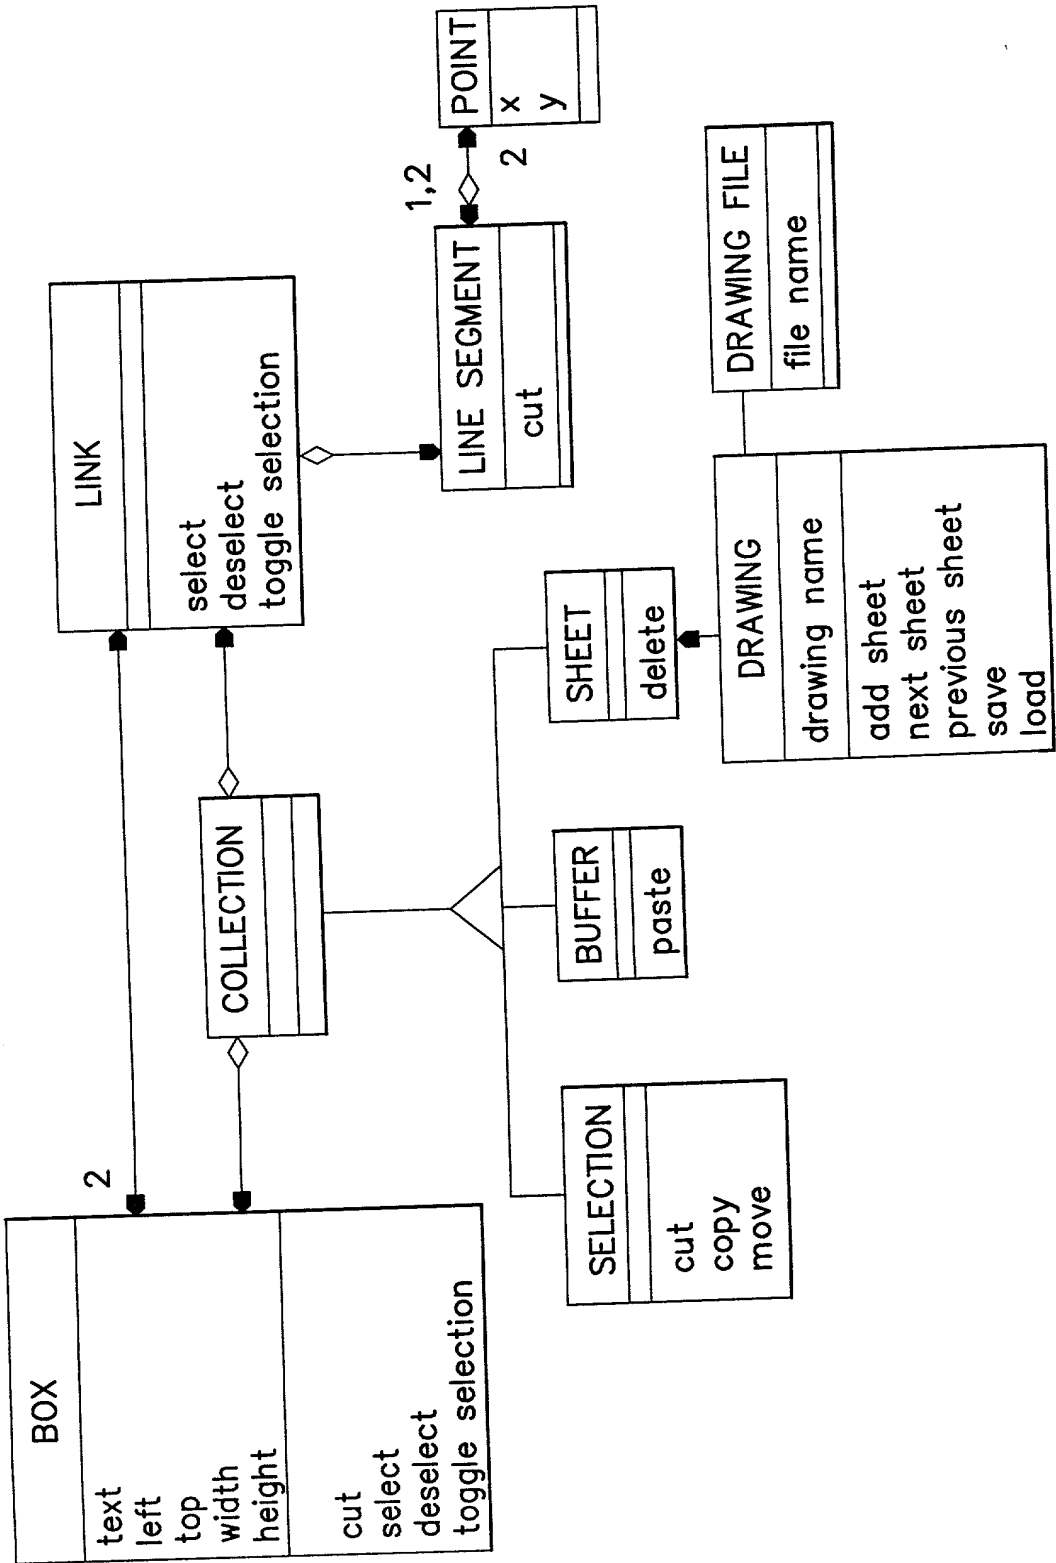 BOX
text
left
top
width
height
cut
select
deselect
toggle selection
2
COLLECTION
LINK
select
deselect
toggle selection
LINE SEGMENT
cut
1,2
2
POINT
x
y
SELECTION
cut
copy
move
BUFFER
paste
SHEET
delete
DRAWING
drawing name
add sheet
next sheet
previous sheet
save
load
DRAWING FILE
file name